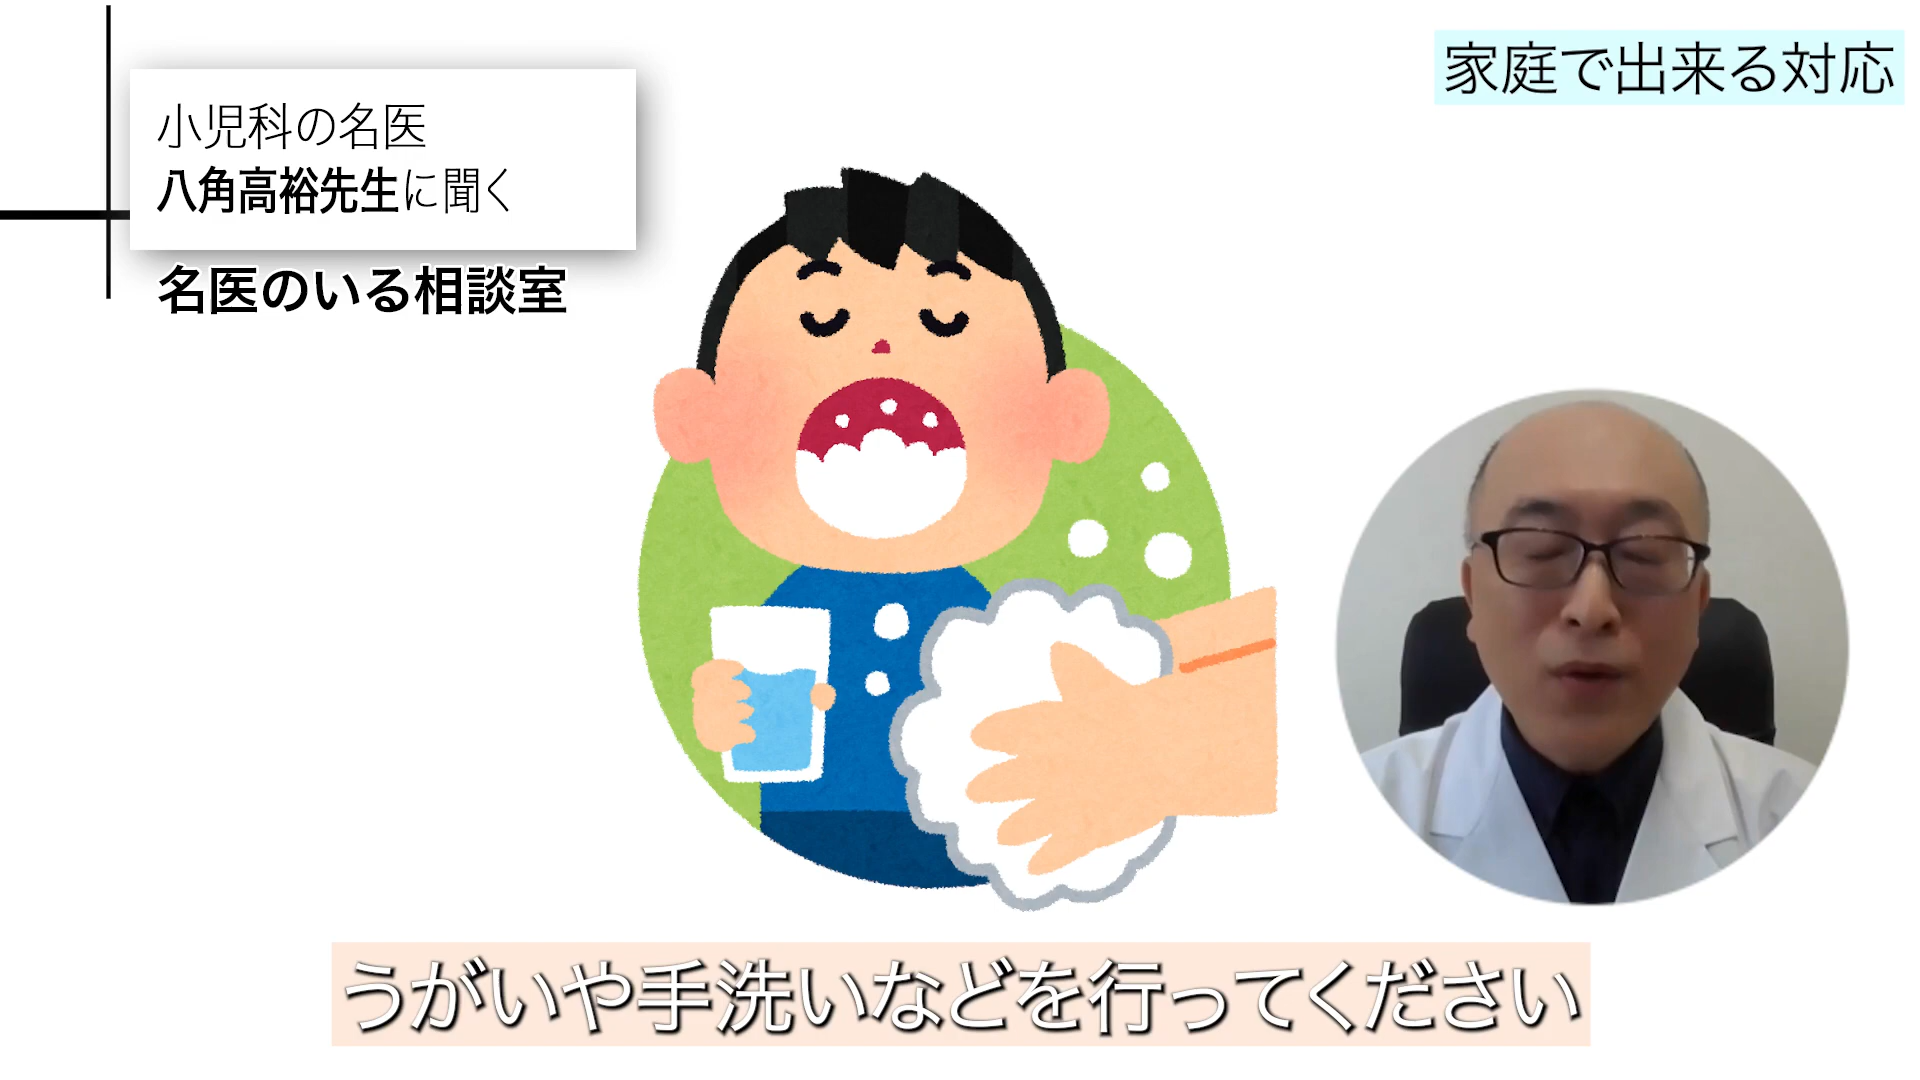 小児科の名医
八角高裕先生に聞く
名医のいる相談室
家庭で出来る対応
うがいや手洗いなどを行ってください